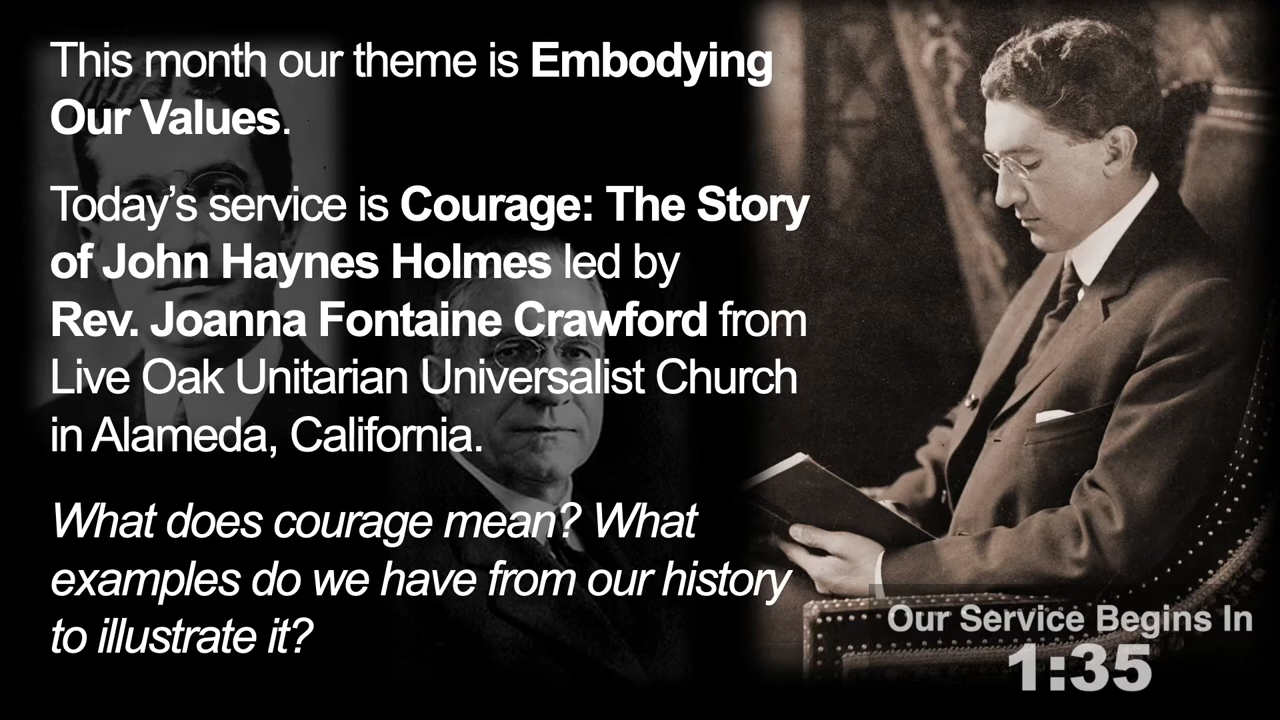 This month our theme is Embodying
Our Values.
Today’s service is Courage: The Story
of John Haynes Holmes led by
Rev. Joanna Fontaine Crawford from
Live Oak Unitarian Universalist Church
in Alameda, California.
What does courage mean? What
examples do we have from our history
to illustrate it?
Our Service Begins In
1:35